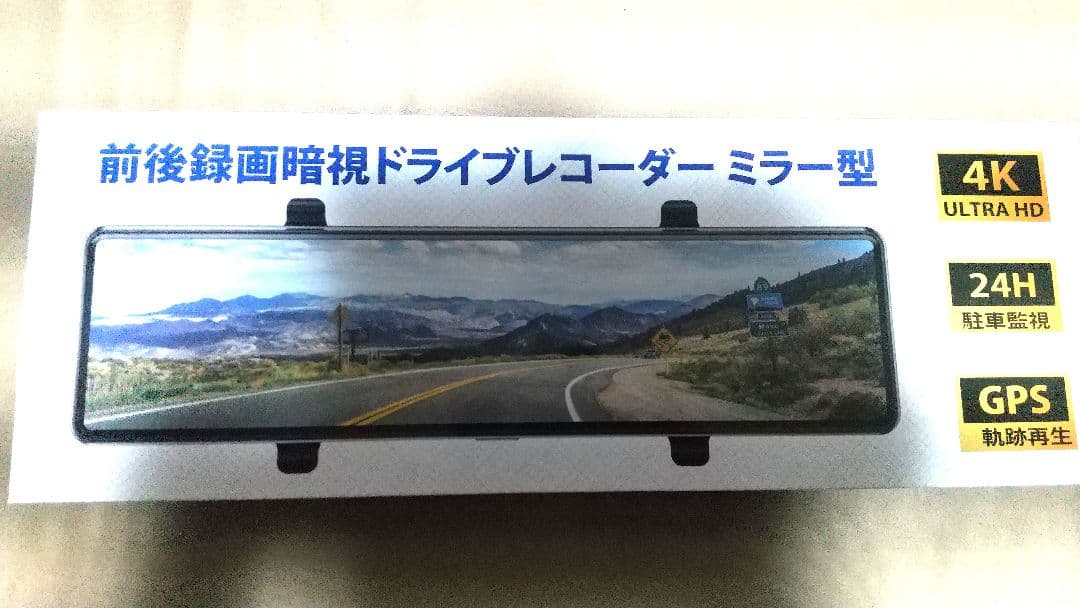 前後録画暗視ドライブレコーダー ミラー型
4K
ULTRA HD
24H
駐車監視
GPS
軌跡再生
89